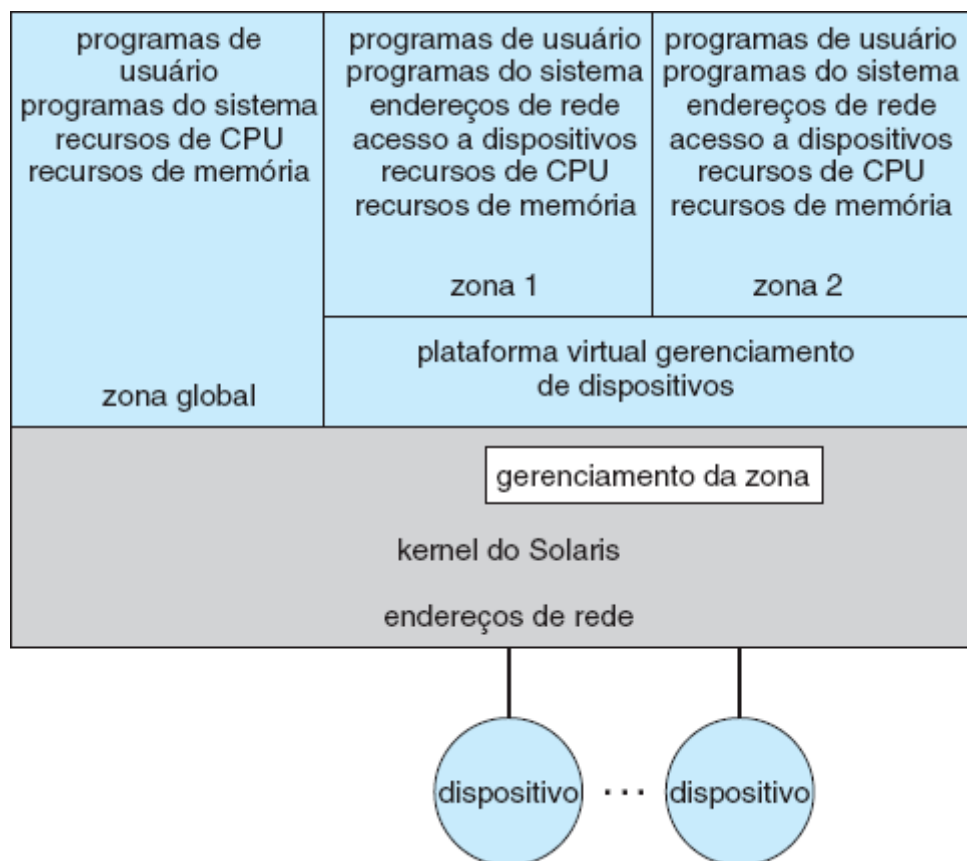 programas de
usuário
programas do sistema
recursos de CPU
recursos de memória
zona global
programas de usuário
programas do sistema
endereços de rede
acesso a dispositivos
recursos de CPU
recursos de memória
zona 1
programas de usuário
programas do sistema
endereços de rede
acesso a dispositivos
recursos de CPU
recursos de memória
zona 2
plataforma virtual gerenciamento
de dispositivos
gerenciamento da zona
kernel do Solaris
endereços de rede
dispositivo ... dispositivo